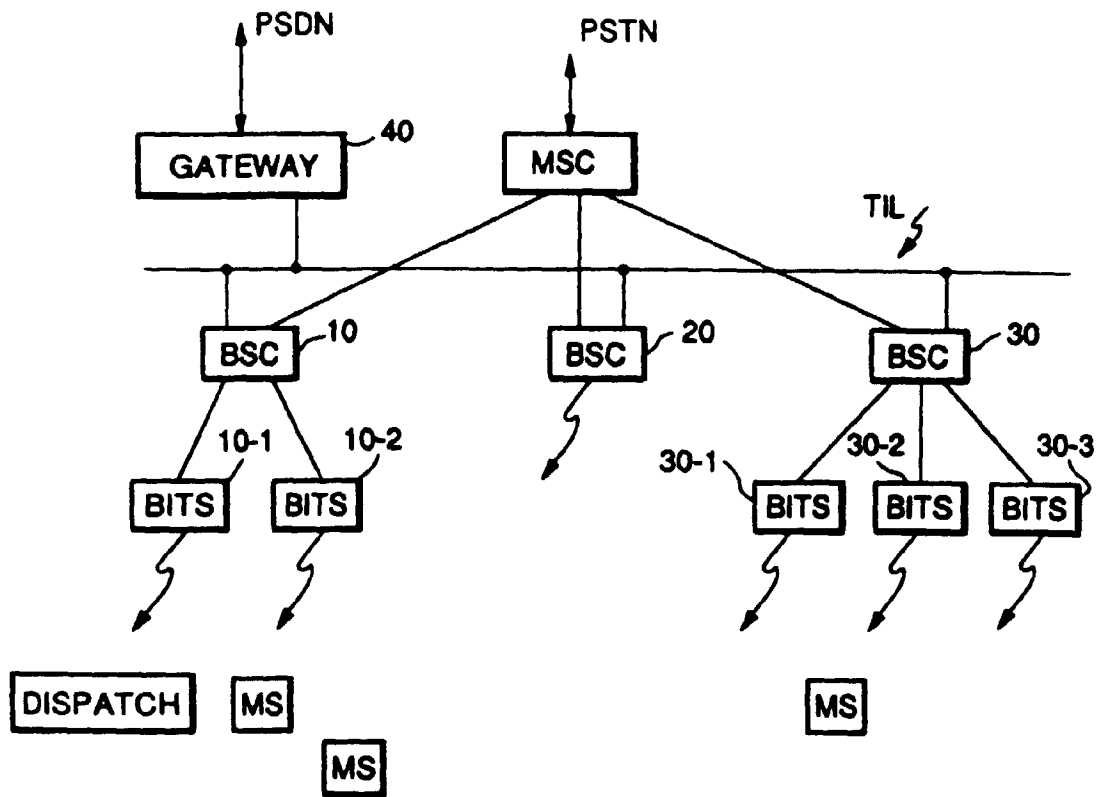 PSDN
PSTN
40
GATEWAY
MSC
TIL
10
BSC
20
BSC
30
BSC
10-1
10-2
30-1
30-2
30-3
BITS
BITS
BITS
BITS
BITS
DISPATCH
MS
MS
MS